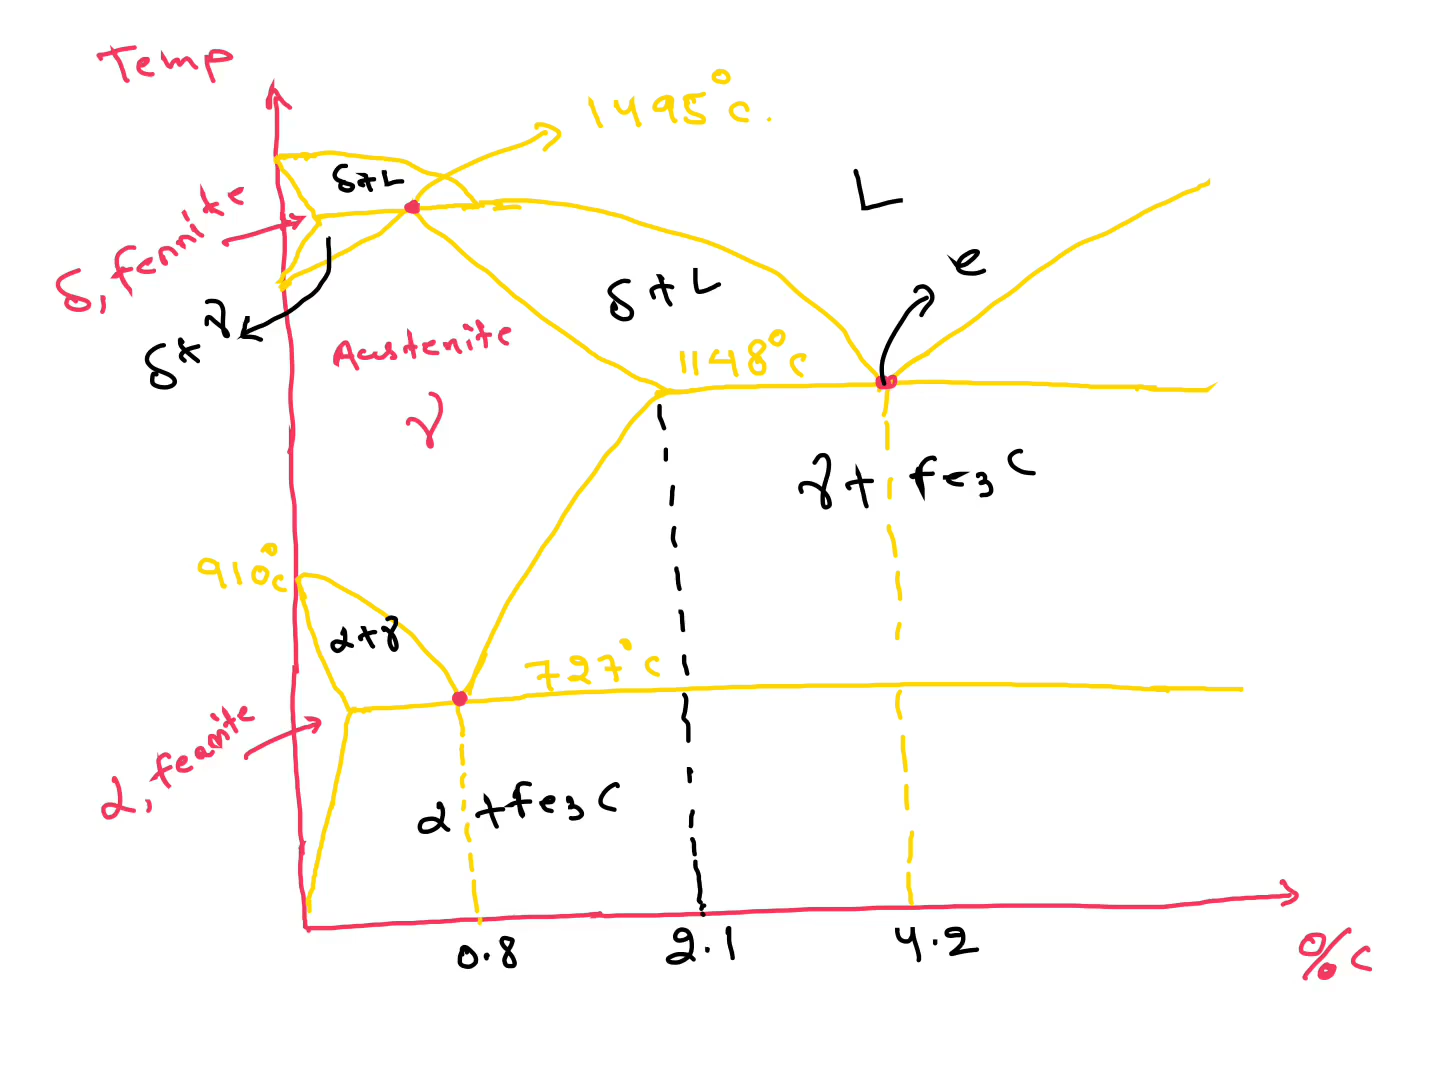 Temp
1495°c.
δ+L
L
δ, ferrite
e
δ+L
δ+γ
Austenite
1148°c
γ
γ+ fe3C
910°c
α+γ
727°c
α, ferrite
α +fe3C
0.8
2.1
4.2
%c